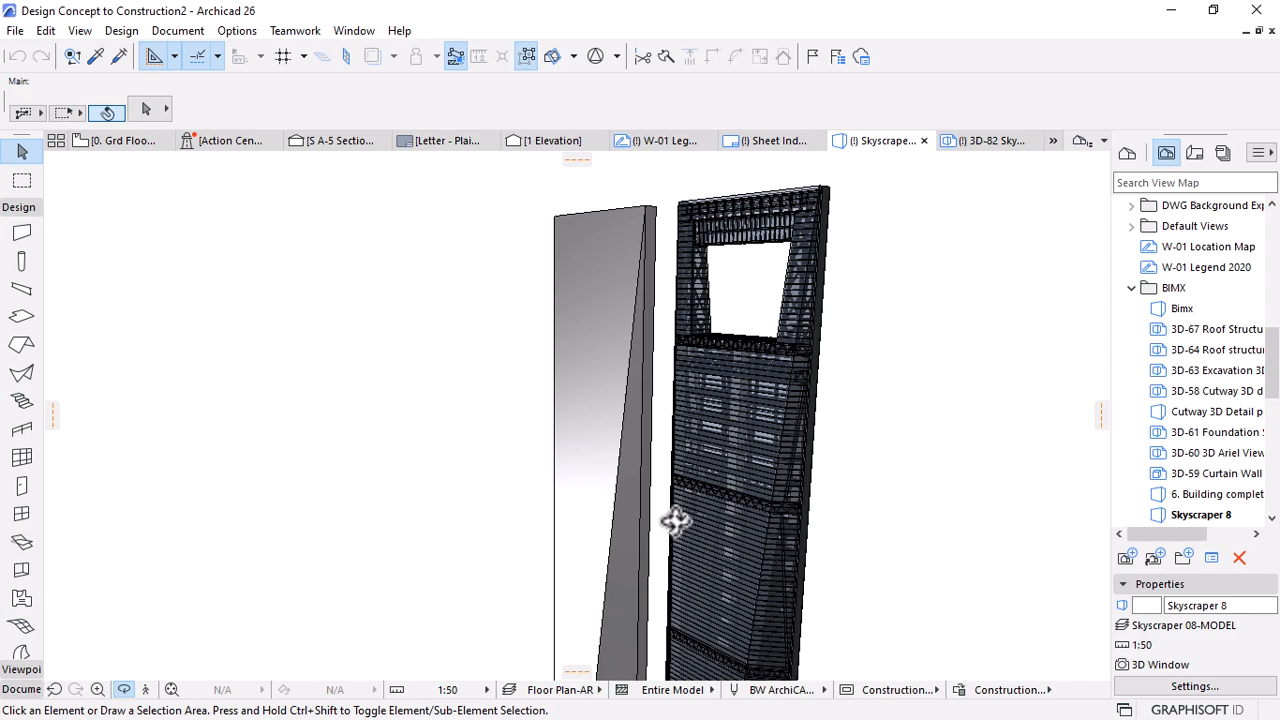 Design Concept to Construction2 - Archicad 26
File Edit View Design Document Options Teamwork Window Help
Main:
[0. Grd Floo... [Action Cen... [S A-5 Sectio... [Letter - Plai... [1 Elevation] (!) W-01 Leg... (!) Sheet Ind... (!) Skyscrape... (!) 3D-82 Sky...
Search View Map
Design
DWG Background Ex
Default Views
W-01 Location Map
W-01 Legend 2020
BIMX
Bimx
3D-67 Roof Structu
3D-64 Roof structur
3D-63 Excavation 3D
3D-58 Cutway 3D d
Cutway 3D Detail p
3D-61 Foundation S
3D-53 Arial View
3D-59 Curtain Wall
6. Building complet
Skyscraper 8
Properties
Skyscraper 8
Skyscraper 08-MODEL
1:50
3D Window
Settings...
Viewpoi
Docume
N/A N/A 1:50 Floor Plan-AR Entire Model BW ArchiCA... Construction... Construction...
Click an Element or Draw a Selection Area. Press and Hold Ctrl+Shift to Toggle Element/Sub-Element Selection.
GRAPHISOFT ID